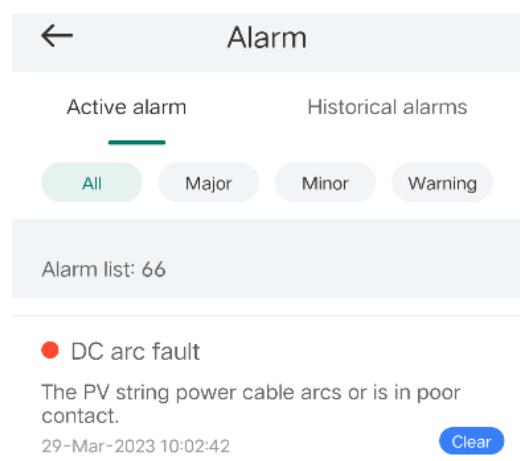 Alarm
Active alarm Historical alarms
All Major Minor Warning
Alarm list: 66
DC arc fault
The PV string power cable arcs or is in poor
contact.
29-Mar-2023 10:02:42 Clear